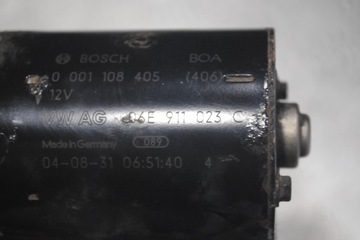 BOSCH BOA
0 001 108 405 (406)
12V
VW AG 06E 911 023 C
Made in Germany 089
04-08-31 06:51:40 4